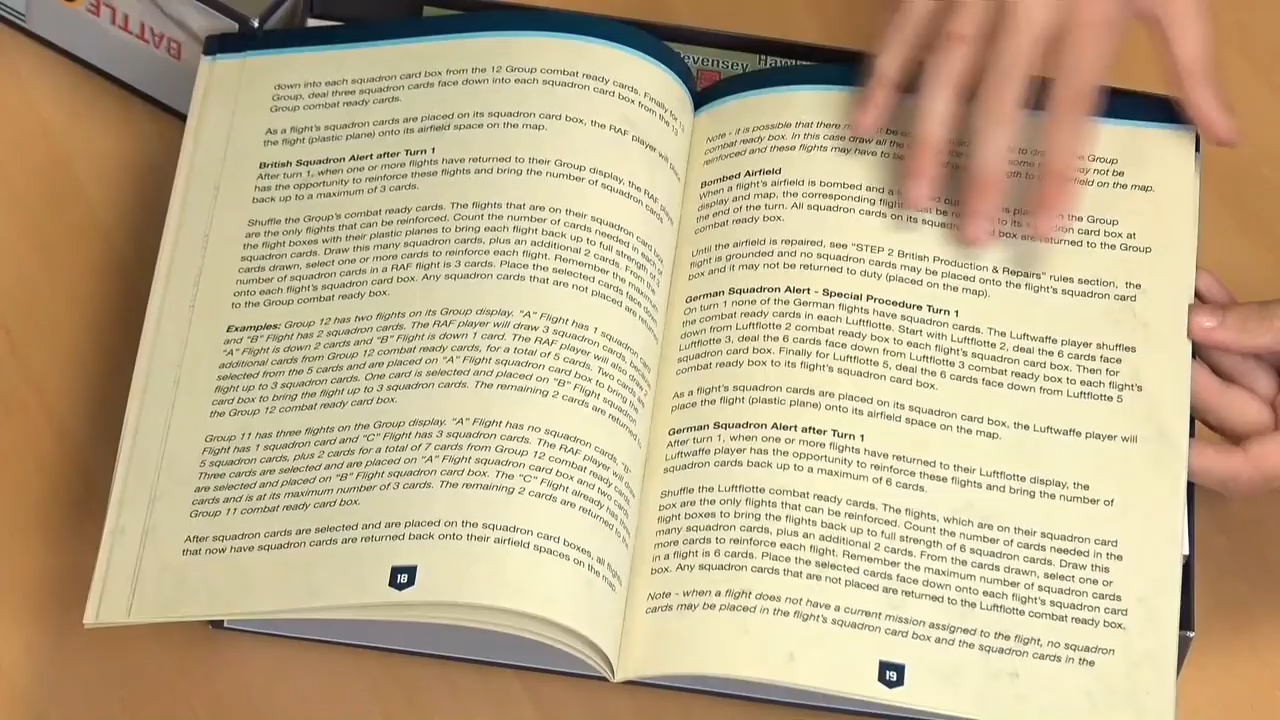 BATTLE
evensey Haw
down into each squadron card box from the 12 Group combat ready cards. Finally for 13
Group, deal three squadron cards face down into each squadron card box from the 13
Group combat ready cards.
As a flight's squadron cards are placed on its squadron card box, the RAF player will place
the flight (plastic plane) onto its airfield space on the map.
British Squadron Alert after Turn 1
After turn 1, when one or more flights have returned to their Group display, the RAF player
has the opportunity to reinforce these flights and bring the number of squadron cards
back up to a maximum of 3 cards.
Shuffle the Group's combat ready cards. The flights that are on their squadron card box
are the only flights that can be reinforced. Count the number of cards needed in each of
the flight boxes with their plastic planes to bring each flight back up to full strength of 3
squadron cards. Draw this many squadron cards, plus an additional 2 cards. From the
cards drawn, select one or more cards to reinforce each flight. Remember the maximum
number of squadron cards in a RAF flight is 3 cards. Place the selected cards face down
onto each flight's squadron card box. Any squadron cards that are not placed are returned
to the Group combat ready box.
Examples: Group 12 has two flights on its Group display. "A" Flight has 1 squadron card
and "B" Flight has 2 squadron cards. The RAF player will draw 3 squadron cards, because
"A" Flight is down 2 cards and "B" Flight is down 1 card. The RAF player will also draw 2
additional cards from Group 12 combat ready cards, for a total of 5 cards. Two cards are
selected from the 5 cards and are placed on "A" Flight squadron card box to bring the
flight up to 3 squadron cards. One card is selected and placed on "B" Flight squadron
card box to bring the flight up to 3 squadron cards. The remaining 2 cards are returned to
the Group 12 combat ready card box.
Group 11 has three flights on the Group display. "A" Flight has no squadron cards, "B"
Flight has 1 squadron card and "C" Flight has 3 squadron cards. The RAF player will draw
5 squadron cards, plus 2 cards for a total of 7 cards from Group 12 combat ready cards.
Three cards are selected and are placed on "A" Flight squadron card box and two cards
are selected and placed on "B" Flight squadron card box. The "C" Flight already has three
cards and is at its maximum number of 3 cards. The remaining 2 cards are returned to the
Group 11 combat ready card box.
After squadron cards are selected and are placed on the squadron card boxes, all flights
that now have squadron cards are returned back onto their airfield spaces on the map.
18
Note - it is possible that there may not be Group
combat ready box. In this case draw all the some may not be
reinforced and these flights may have to be airfield on the map.
Bombed Airfield
When a flight's airfield is bombed and a is placed on the Group
display and map, the corresponding flight must be to its squadron card box at
the end of the turn. All squadron cards on its squadron box are returned to the Group
combat ready box.
Until the airfield is repaired, see "STEP 2 British Production & Repairs" rules section, the
flight is grounded and no squadron cards may be placed onto the flight's squadron card
box and it may not be returned to duty (placed on the map).
German Squadron Alert - Special Procedure Turn 1
On turn 1 none of the German flights have squadron cards. The Luftwaffe player shuffles
the combat ready cards in each Luftflotte. Start with Luftflotte 2, deal the 6 cards face
down from Luftflotte 2 combat ready box to each flight's squadron card box. Then for
Luftflotte 3, deal the 6 cards face down from Luftflotte 3 combat ready box to each flight's
squadron card box. Finally for Luftflotte 5, deal the 6 cards face down from Luftflotte 5
combat ready box to its flight's squadron card box.
As a flight's squadron cards are placed on its squadron card box, the Luftwaffe player will
place the flight (plastic plane) onto its airfield space on the map.
German Squadron Alert after Turn 1
After turn 1, when one or more flights have returned to their Luftflotte display, the
Luftwaffe player has the opportunity to reinforce these flights and bring the number of
squadron cards back up to a maximum of 6 cards.
Shuffle the Luftflotte combat ready cards. The flights, which are on their squadron card
box are the only flights that can be reinforced. Count the number of cards needed in the
flight boxes to bring the flights back up to full strength of 6 squadron cards. Draw this
many squadron cards, plus an additional 2 cards. From the cards drawn, select one or
more cards to reinforce each flight. Remember the maximum number of squadron cards
in a flight is 6 cards. Place the selected cards face down onto each flight's squadron card
box. Any squadron cards that are not placed are returned to the Luftflotte combat ready box.
Note - when a flight does not have a current mission assigned to the flight, no squadron
cards may be placed in the flight's squadron card box and the squadron cards in the
19